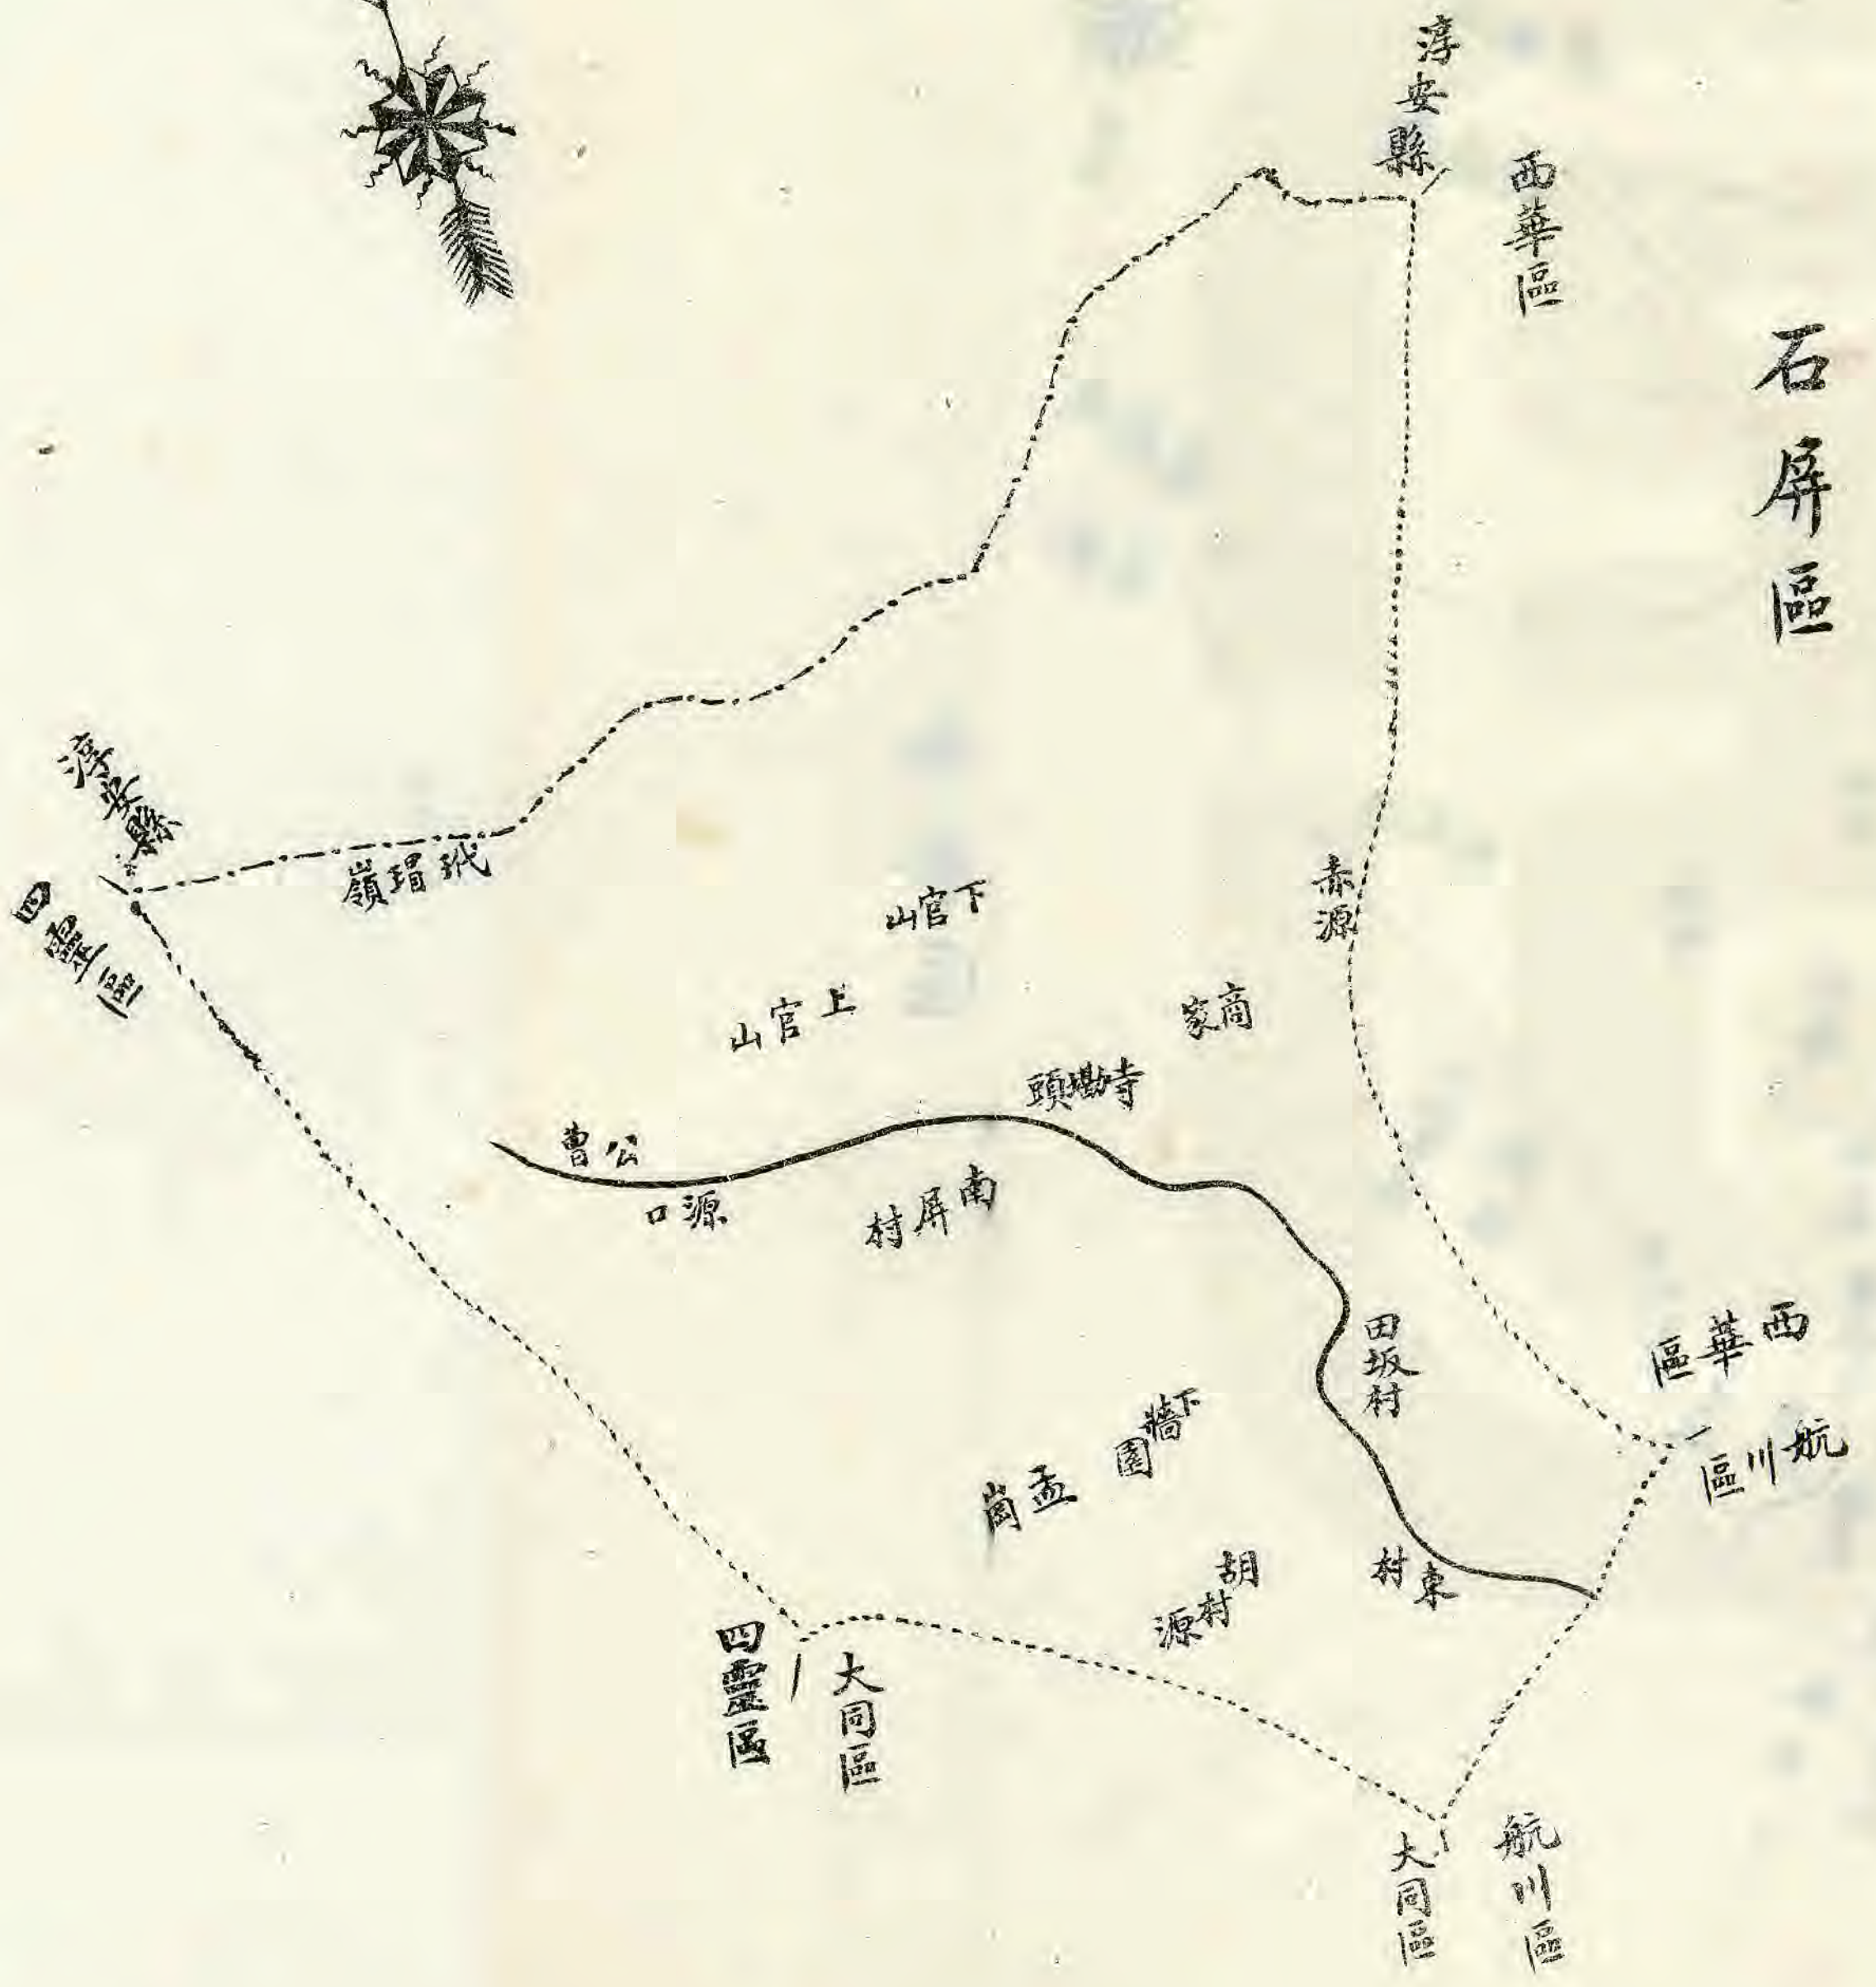 石屏區
淳安縣
西華區
淳安縣
四靈區
玳瑁嶺
下官山
上官山
赤源
商家
寺墈頭
公曹
源口
南屏村
田坂村
西華區
航川區
下牆園
孟崗
胡村源
東村
四靈區
大同區
大同區
航川區